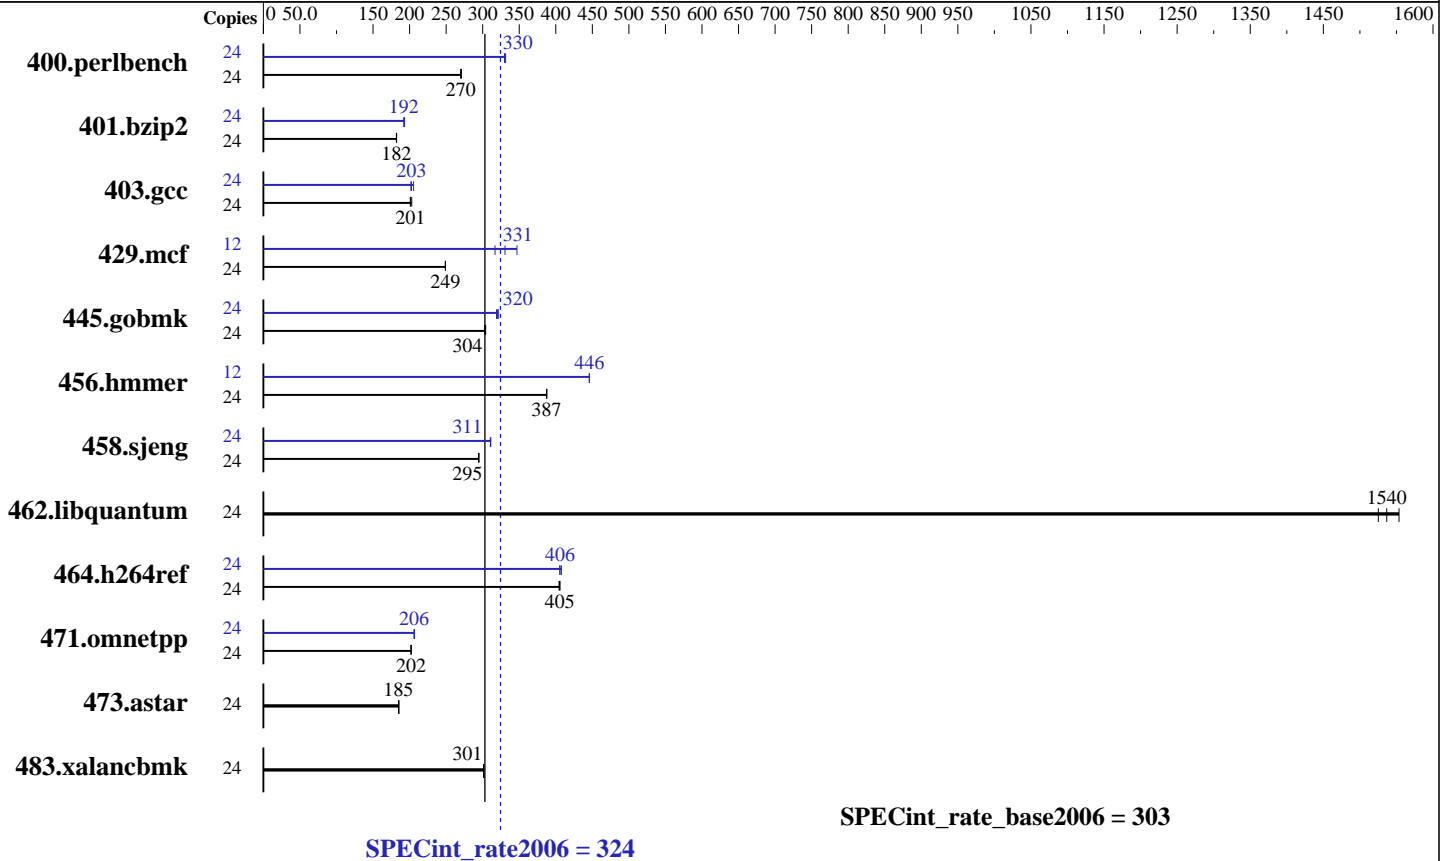 Copies 0 50.0 150 200 250 300 350 400 450 500 550 600 650 700 750 800 850 900 950 1050 1150 1250 1350 1450 1600
400.perlbench 24 330
24 270
401.bzip2 24 192
24 182
403.gcc 24 203
24 201
429.mcf 12 331
24 249
445.gobmk 24 320
24 304
456.hmmer 12 446
24 387
458.sjeng 24 311
24 295
462.libquantum 24 1540
464.h264ref 24 406
24 405
471.omnetpp 24 206
24 202
473.astar 24 185
483.xalancbmk 24 301
SPECint_rate_base2006 = 303
SPECint_rate2006 = 324